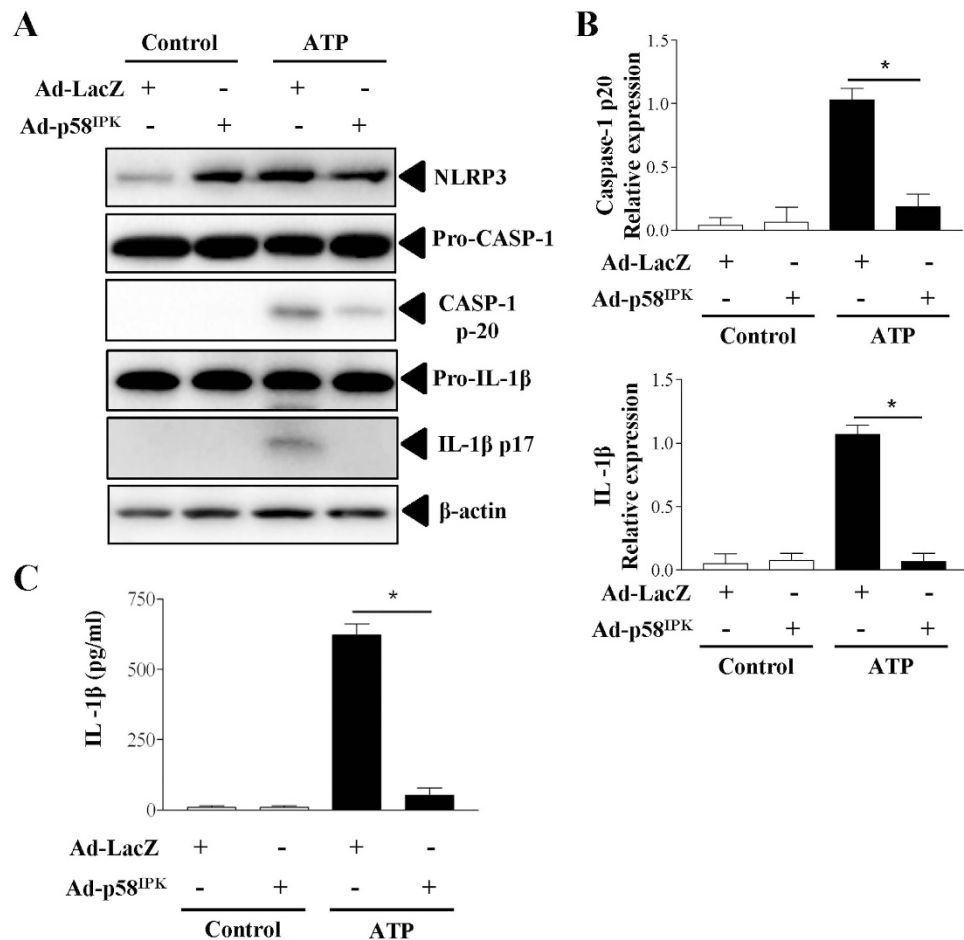 A
Control ATP
Ad-LacZ + - + -
Ad-p58IPK - + - +
NLRP3
Pro-CASP-1
CASP-1
p-20
Pro-IL-1β
IL-1β p17
β-actin
B
Caspase-1 p20
Relative expression
1.5
1.0
0.5
0.0
*
Ad-LacZ + - + -
Ad-p58IPK - + - +
Control ATP
IL -1β
Relative expression
1.5
1.0
0.5
0.0
*
Ad-LacZ + - + -
Ad-p58IPK - + - +
Control ATP
C
IL -1β (pg/ml)
750
500
250
0
*
Ad-LacZ + - + -
Ad-p58IPK - + - +
Control ATP